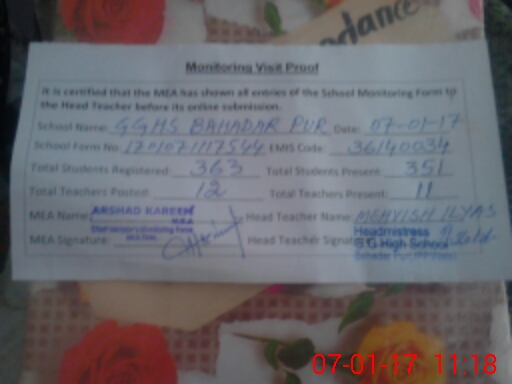 dance
Monitoring Visit Proof
It is certified that the MEA has shown all entries of the School Monitoring Form to
the Head Teacher before its online submission.
School Name: GGHS BAHADAR PUR Date: 07-01-17
School Form No: EMIS Code: 36140034
Total Students Registered: 363 Total Students Present: 351
Total Teachers Posted: 12 Total Teachers Present: 11
MEA Name: ARSHAD KAREEM Head Teacher Name: MEHVISH ILYAS
M.E.A
MEA Signature: Head Teacher Signature
Headmistress
G.G High School
Bahadar Pur
07-01-17 11:18